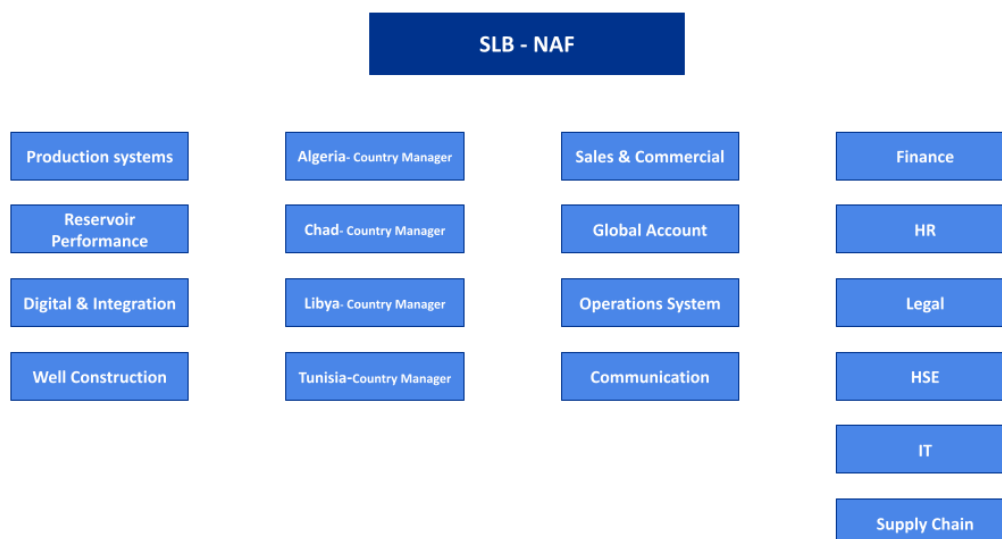 SLB - NAF
Production systems
Reservoir
Performance
Digital & Integration
Well Construction
Algeria- Country Manager
Chad- Country Manager
Libya- Country Manager
Tunisia-Country Manager
Sales & Commercial
Global Account
Operations System
Communication
Finance
HR
Legal
HSE
IT
Supply Chain